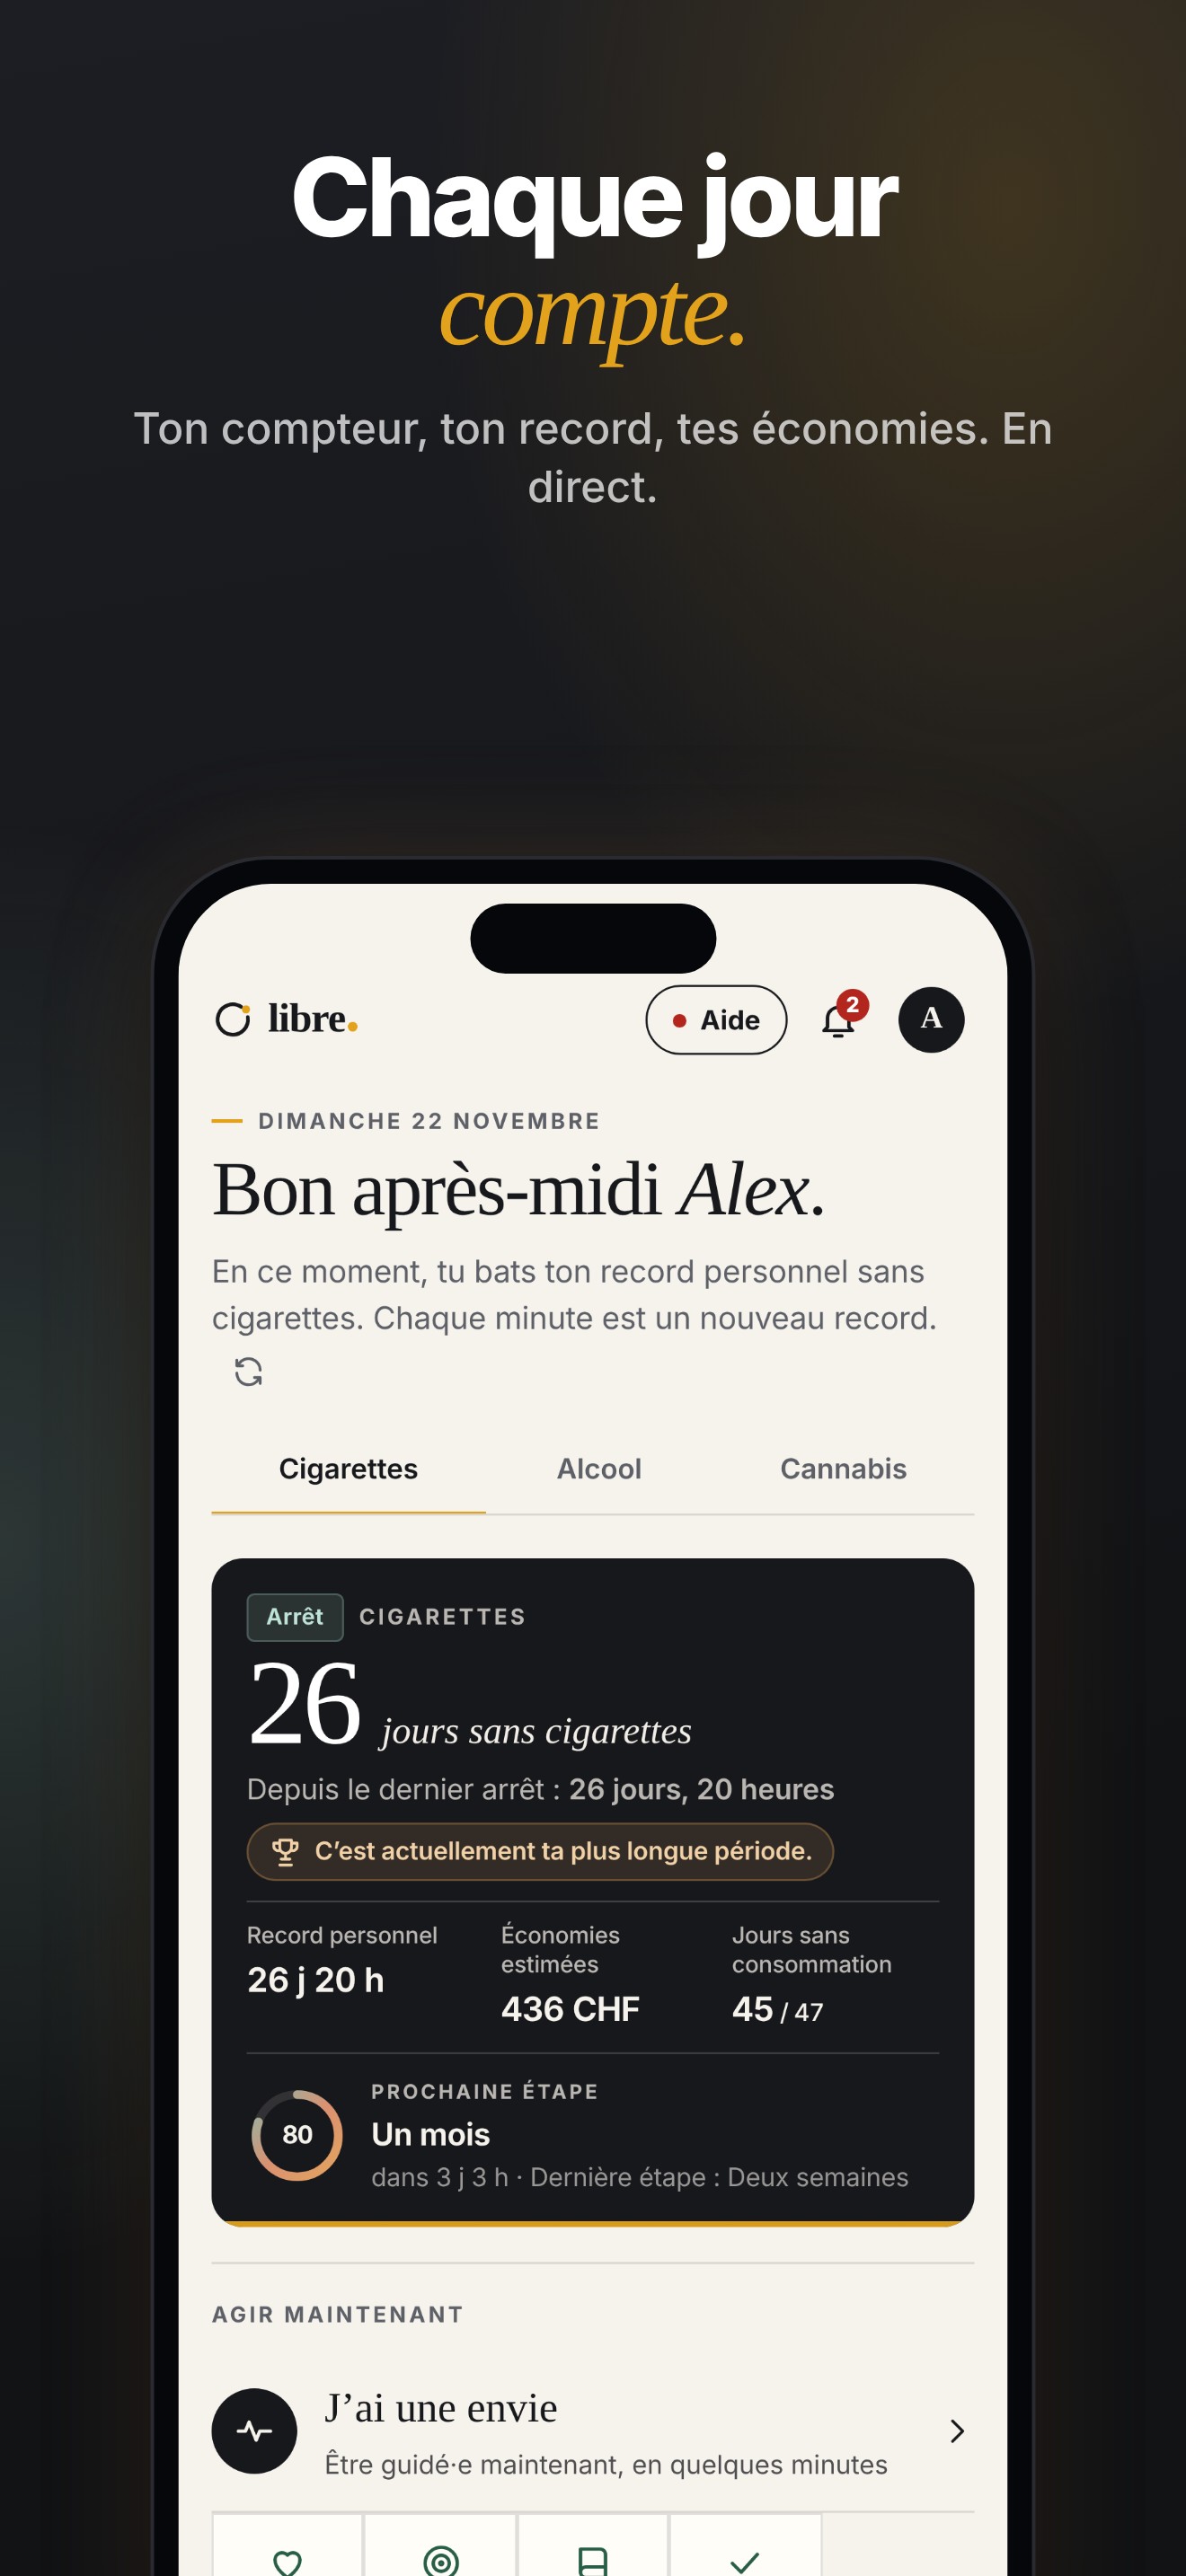 Chaque jour
compte.
Ton compteur, ton record, tes économies. En
direct.
libre.
Aide
2
A
DIMANCHE 22 NOVEMBRE
Bon après-midi Alex.
En ce moment, tu bats ton record personnel sans
cigarettes. Chaque minute est un nouveau record.
Cigarettes
Alcool
Cannabis
Arrêt CIGARETTES
26 jours sans cigarettes
Depuis le dernier arrêt : 26 jours, 20 heures
C’est actuellement ta plus longue période.
Record personnel
26 j 20 h
Économies
estimées
436 CHF
Jours sans
consommation
45 / 47
80
PROCHAINE ÉTAPE
Un mois
dans 3 j 3 h · Dernière étape : Deux semaines
AGIR MAINTENANT
J’ai une envie
Être guidé·e maintenant, en quelques minutes